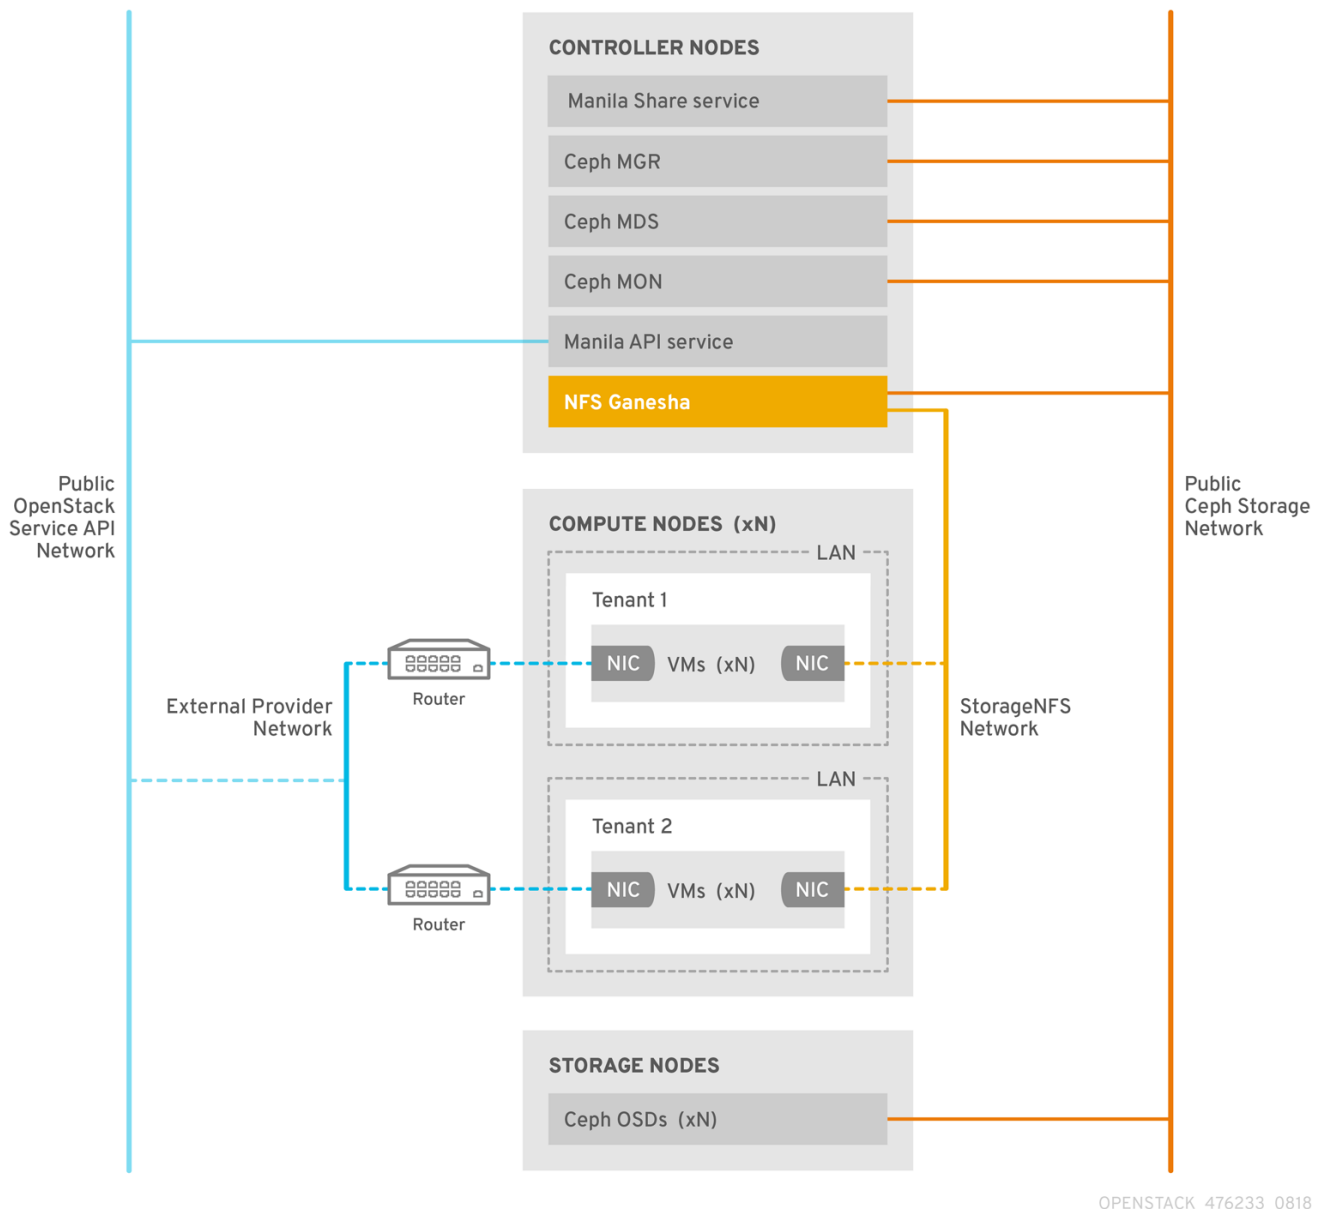 CONTROLLER NODES
Manila Share service
Ceph MGR
Ceph MDS
Ceph MON
Manila API service
NFS Ganesha
Public
OpenStack
Service API
Network
Public
Ceph Storage
Network
COMPUTE NODES (xN)
LAN
Tenant 1
NIC VMs (xN) NIC
Router
External Provider
Network
StorageNFS
Network
LAN
Tenant 2
NIC VMs (xN) NIC
Router
STORAGE NODES
Ceph OSDs (xN)
OPENSTACK 476233 0818